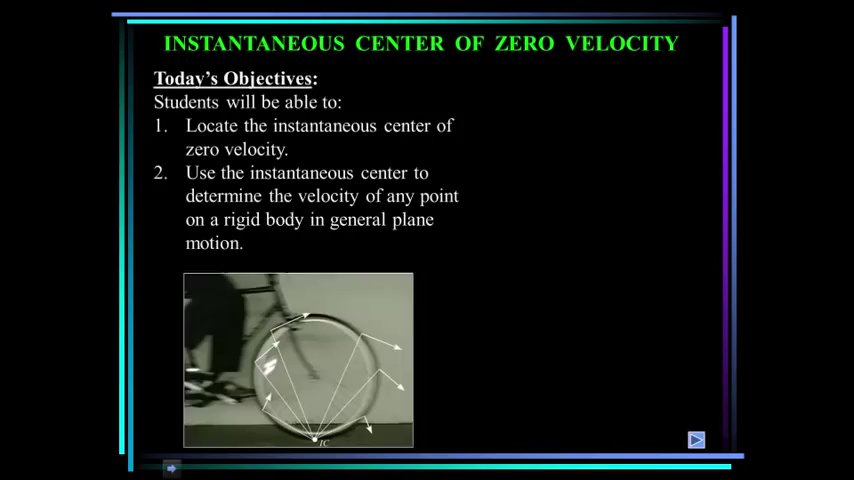 INSTANTANEOUS CENTER OF ZERO VELOCITY
Today's Objectives:
Students will be able to:
1. Locate the instantaneous center of
zero velocity.
2. Use the instantaneous center to
determine the velocity of any point
on a rigid body in general plane
motion.
IC